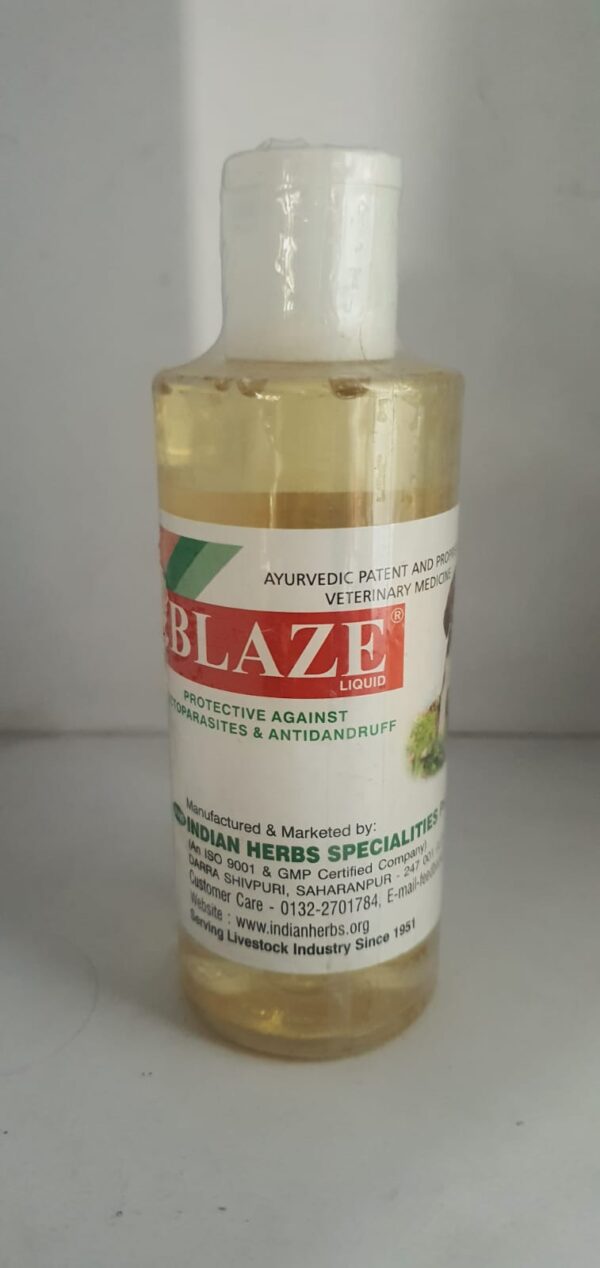 AYURVEDIC PATENT AND
VETERINARY MEDICINE
BLAZE®
LIQUID
PROTECTIVE AGAINST
& ANTIDANDRUFF
Manufactured & Marketed by:
INDIAN HERBS SPECIALITIES
(An ISO 9001 & GMP Certified Company)
DARRA SHIVPURI, SAHARANPUR - 247 001
Customer Care - 0132-2701784, E-mail-
Website : www.indianherbs.org
Serving Livestock Industry Since 1951